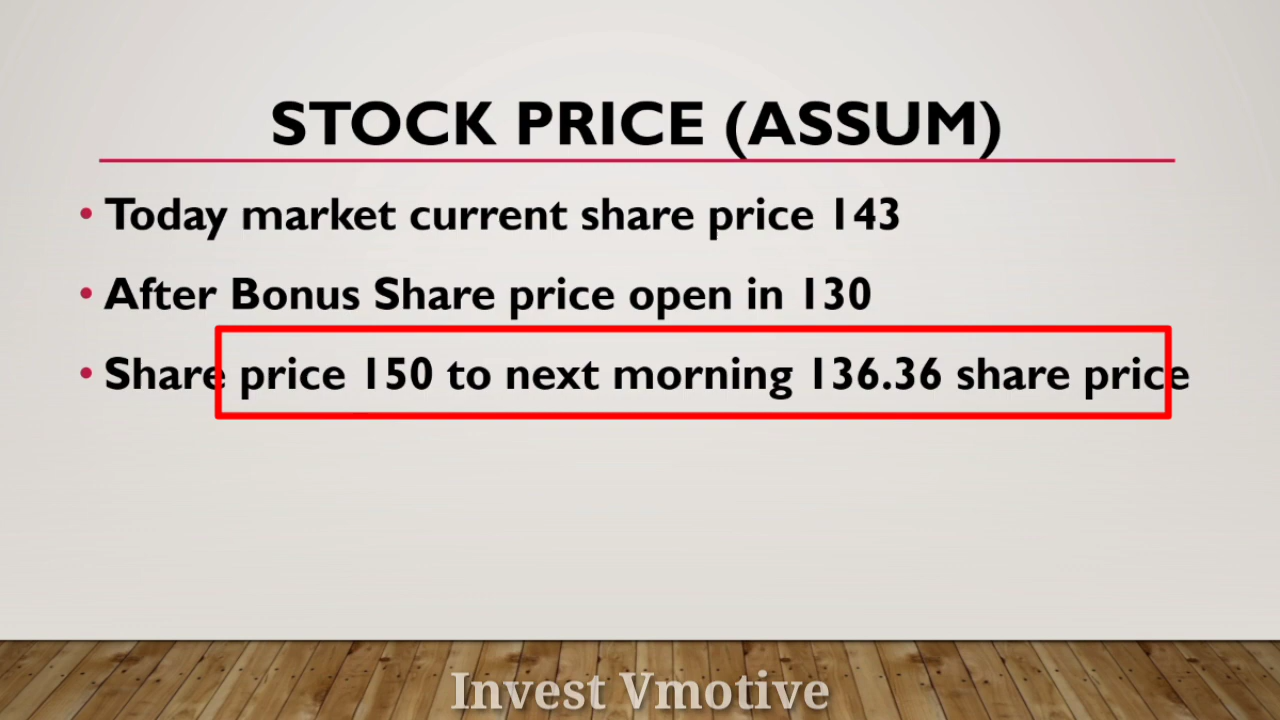 STOCK PRICE (ASSUM)
• Today market current share price 143
• After Bonus Share price open in 130
• Share price 150 to next morning 136.36 share price
Invest Vmotive